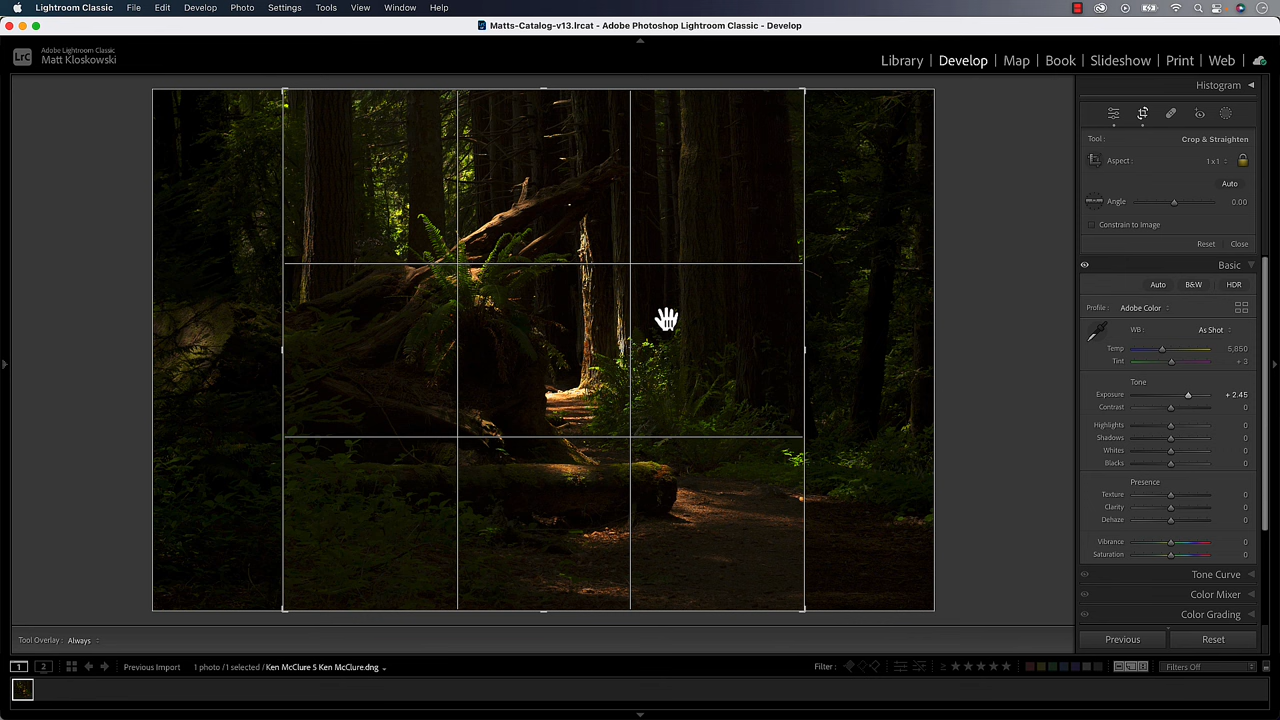 Lightroom Classic File Edit Develop Photo Settings Tools View Window Help
Matts-Catalog-v13.lrcat - Adobe Photoshop Lightroom Classic - Develop
LrC
Adobe Lightroom Classic
Matt Kloskowski
Library | Develop | Map | Book | Slideshow | Print | Web
Histogram
Tool: Crop & Straighten
Aspect: 1x1
Auto
Angle 0.00
Constrain to Image
Reset Close
Basic
Auto B&W HDR
Profile: Adobe Color
WB: As Shot
Temp 5,850
Tint + 3
Tone
Exposure + 2.45
Contrast 0
Highlights 0
Shadows 0
Whites 0
Blacks 0
Presence
Texture 0
Clarity 0
Dehaze 0
Vibrance 0
Saturation 0
Tone Curve
Color Mixer
Color Grading
Tool Overlay: Always
Previous Reset
1 2 Previous Import 1 photo / 1 selected / Ken McClure 5 Ken McClure.dng Filter: ≥ ★★★★★ Filters Off